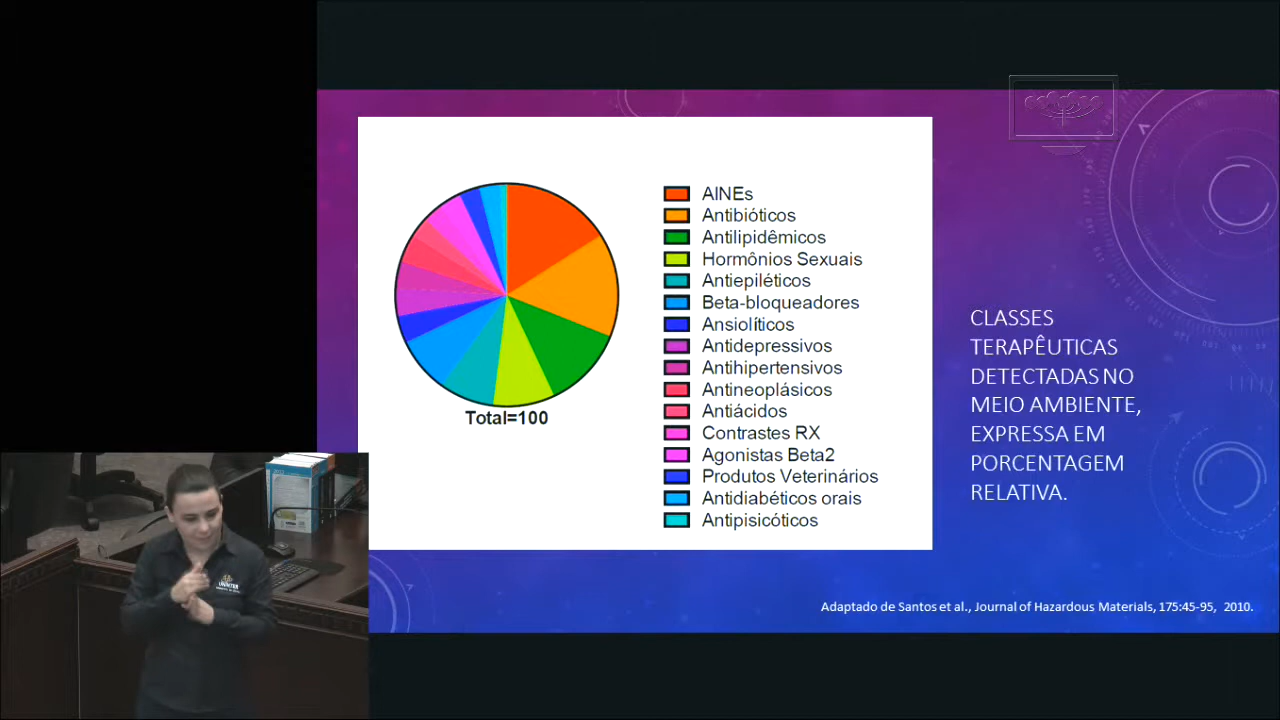 AINEs
Antibióticos
Antilipidêmicos
Hormônios Sexuais
Antiepiléticos
Beta-bloqueadores
Ansiolíticos
Antidepressivos
Antihipertensivos
Antineoplásicos
Antiácidos
Contrastes RX
Agonistas Beta2
Produtos Veterinários
Antidiabéticos orais
Antipisicóticos
Total=100
CLASSES
TERAPÊUTICAS
DETECTADAS NO
MEIO AMBIENTE,
EXPRESSA EM
PORCENTAGEM
RELATIVA.
Adaptado de Santos et al., Journal of Hazardous Materials, 175:45-95, 2010.
UNINTER